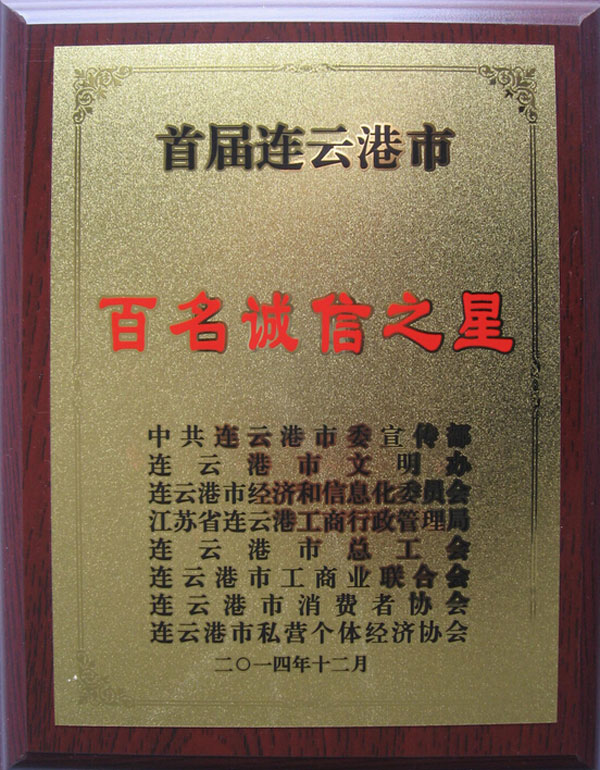 首届连云港市
百名诚信之星
中共连云港市委宣传部
连云港市文明办
连云港市经济和信息化委员会
江苏省连云港工商行政管理局
连云港市总工会
连云港市工商业联合会
连云港市消费者协会
连云港市私营个体经济协会
二〇一四年十二月